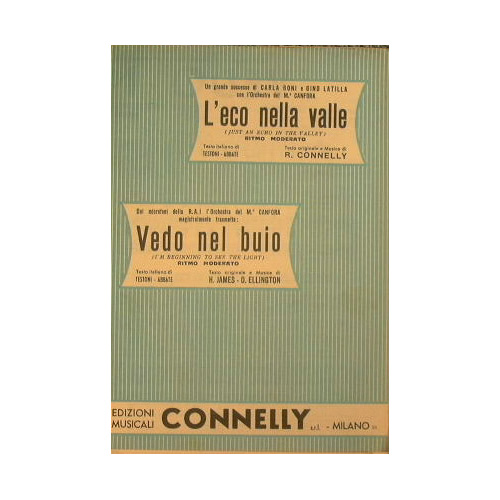 Un grande successo di CARLA BONI e GINO LATILLA
con l'Orchestra del M.° CANFORA
L'eco nella valle
(JUST AN ECHO IN THE VALLEY)
RITMO MODERATO
Testo italiano di
TESTONI - ABBATE
Testo originale e Musica di
R. CONNELLY
Dai microfoni della R.A.I. l'Orchestra del M.° CANFORA
magistralmente trasmette:
Vedo nel buio
(I'M BEGINNING TO SEE THE LIGHT)
RITMO MODERATO
Testo italiano di
TESTONI - ABBATE
Testo originale e Musica di
H. JAMES - D. ELLINGTON
EDIZIONI
MUSICALI
CONNELLY s.r.l. - MILANO